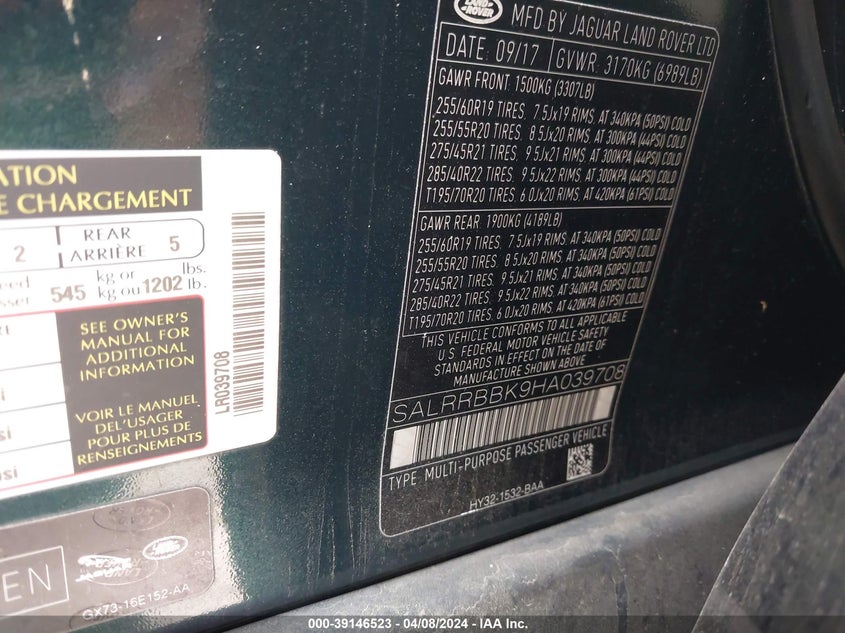 LAND ROVER
MFD BY JAGUAR LAND ROVER LTD
DATE: 09/17 GVWR: 3170KG (6989LB)
GAWR FRONT: 1500KG (3307LB)
255/60R19 TIRES, 7.5Jx19 RIMS, AT 340KPA (50PSI) COLD
255/55R20 TIRES, 8.5Jx20 RIMS, AT 300KPA (44PSI) COLD
275/45R21 TIRES, 9.5Jx21 RIMS, AT 300KPA (44PSI) COLD
285/40R22 TIRES, 9.5Jx22 RIMS, AT 300KPA (44PSI) COLD
T195/70R20 TIRES, 6.0Jx20 RIMS, AT 420KPA (61PSI) COLD
GAWR REAR: 1900KG (4189LB)
255/60R19 TIRES, 7.5Jx19 RIMS, AT 340KPA (50PSI) COLD
255/55R20 TIRES, 8.5Jx20 RIMS, AT 340KPA (50PSI) COLD
275/45R21 TIRES, 9.5Jx21 RIMS, AT 340KPA (50PSI) COLD
285/40R22 TIRES, 9.5Jx22 RIMS, AT 340KPA (50PSI) COLD
T195/70R20 TIRES, 6.0Jx20 RIMS, AT 420KPA (61PSI) COLD
THIS VEHICLE CONFORMS TO ALL APPLICABLE
U.S. FEDERAL MOTOR VEHICLE SAFETY
STANDARDS IN EFFECT ON THE DATE OF
MANUFACTURE SHOWN ABOVE
SALRRBBK9HA039708
TYPE: MULTI-PURPOSE PASSENGER VEHICLE
HY32-1532-BAA
ATION
E CHARGEMENT
2 REAR ARRIÈRE 5
545 kg or kg ou 1202 lbs. lb.
SEE OWNER'S
MANUAL FOR
ADDITIONAL
INFORMATION
VOIR LE MANUEL
DEL'USAGER
POUR PLUS DE
RENSEIGNEMENTS
LR039708
EN
GX73-16E152-AA
000-39146523 - 04/08/2024 - IAA Inc.